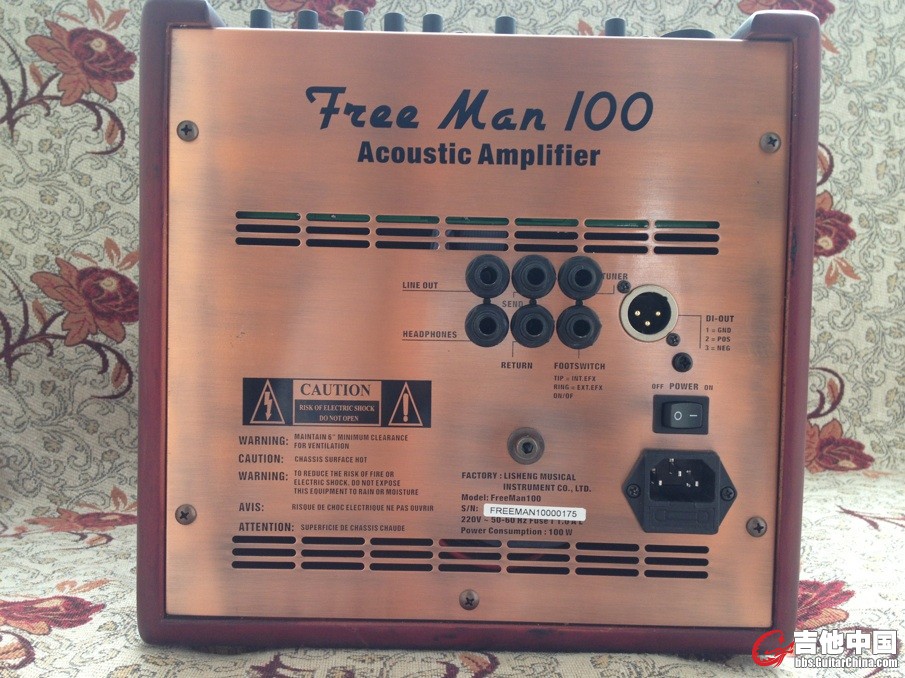 Free Man 100
Acoustic Amplifier
TUNER
LINE OUT
SEND
DI-OUT
1 = GND
2 = POS
3 = NEG
HEADPHONES
RETURN
FOOTSWITCH
TIP = INT.EFX
RING = EXT.EFX
ON/OF
OFF POWER ON
CAUTION
RISK OF ELECTRIC SHOCK
DO NOT OPEN
WARNING: MAINTAIN 6" MINIMUM CLEARANCE
FOR VENTILATION
CAUTION: CHASSIS SURFACE HOT
WARNING: TO REDUCE THE RISK OF FIRE OR
ELECTRIC SHOCK, DO NOT EXPOSE
THIS EQUIPMENT TO RAIN OR MOISTURE
AVIS: RISQUE DE CHOC ELECTRIQUE NE PAS OUVRIR
ATTENTION: SUPERFICIE DE CHASSIS CHAUDE
FACTORY : LISHENG MUSICAL
INSTRUMENT CO., LTD.
Model: FreeMan100
S/N: FREEMAN10000175
220V ~ 50-60 Hz Fuse
Power Consumption : 100 W
吉他中国
bbs.GuitarChina.com